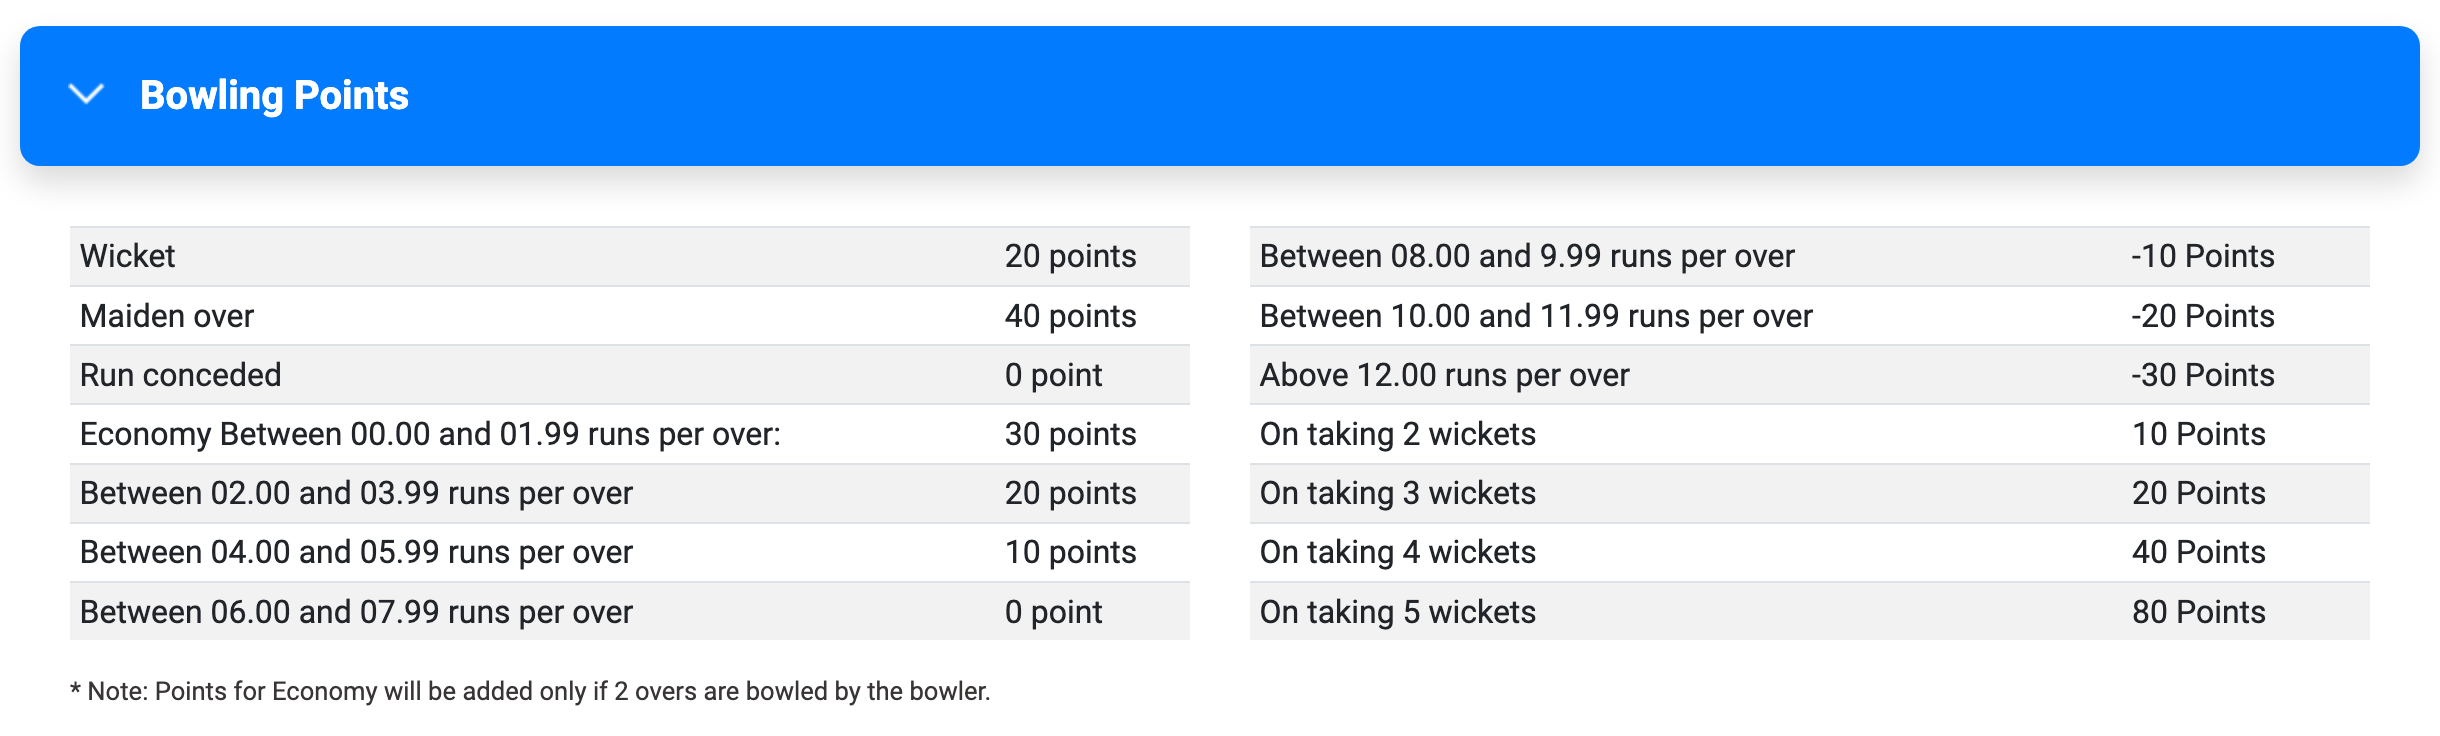 Bowling Points
Wicket 20 points
Maiden over 40 points
Run conceded 0 point
Economy Between 00.00 and 01.99 runs per over: 30 points
Between 02.00 and 03.99 runs per over 20 points
Between 04.00 and 05.99 runs per over 10 points
Between 06.00 and 07.99 runs per over 0 point
Between 08.00 and 9.99 runs per over -10 Points
Between 10.00 and 11.99 runs per over -20 Points
Above 12.00 runs per over -30 Points
On taking 2 wickets 10 Points
On taking 3 wickets 20 Points
On taking 4 wickets 40 Points
On taking 5 wickets 80 Points
* Note: Points for Economy will be added only if 2 overs are bowled by the bowler.